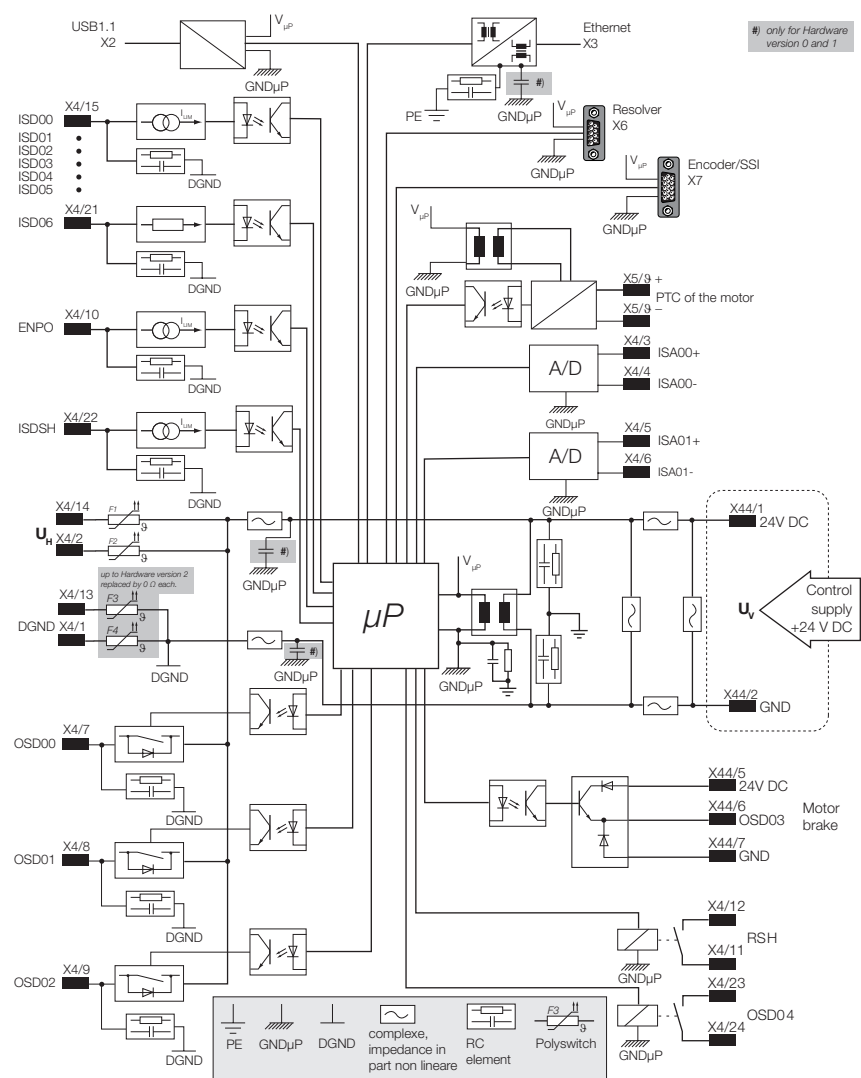 USB1.1
X2
VµP
GNDµP
Ethernet
X3
#)
PE
GNDµP
#) only for Hardware
version 0 and 1
VµP
Resolver
X6
GNDµP
VµP
Encoder/SSI
X7
GNDµP
ISD00
X4/15
ILIM
DGND
ISD01
ISD02
ISD03
ISD04
ISD05
X4/21
ISD06
DGND
X4/10
ENPO
ILIM
DGND
X4/22
ISDSH
ILIM
DGND
VµP
GNDµP
X5/ϑ +
PTC of the motor
X5/ϑ –
X4/3
ISA00+
A/D
X4/4
ISA00-
GNDµP
X4/5
ISA01+
A/D
X4/6
ISA01-
GNDµP
X4/14
F1
ϑ
UH
X4/2
F2
ϑ
#)
GNDµP
up to Hardware version 2
replaced by 0 Ω each.
X4/13
F3
ϑ
DGND
X4/1
F4
ϑ
DGND
#)
GNDµP
µP
VµP
GNDµP
X44/1
24V DC
UV
Control
supply
+24 V DC
X44/2
GND
X4/7
OSD00
DGND
X4/8
OSD01
DGND
X4/9
OSD02
DGND
X44/5
24V DC
X44/6
OSD03
Motor
brake
X44/7
GND
X4/12
RSH
X4/11
GNDµP
X4/23
OSD04
X4/24
GNDµP
PE
GNDµP
DGND
complexe,
impedance in
part non lineare
RC
element
F3
ϑ
Polyswitch